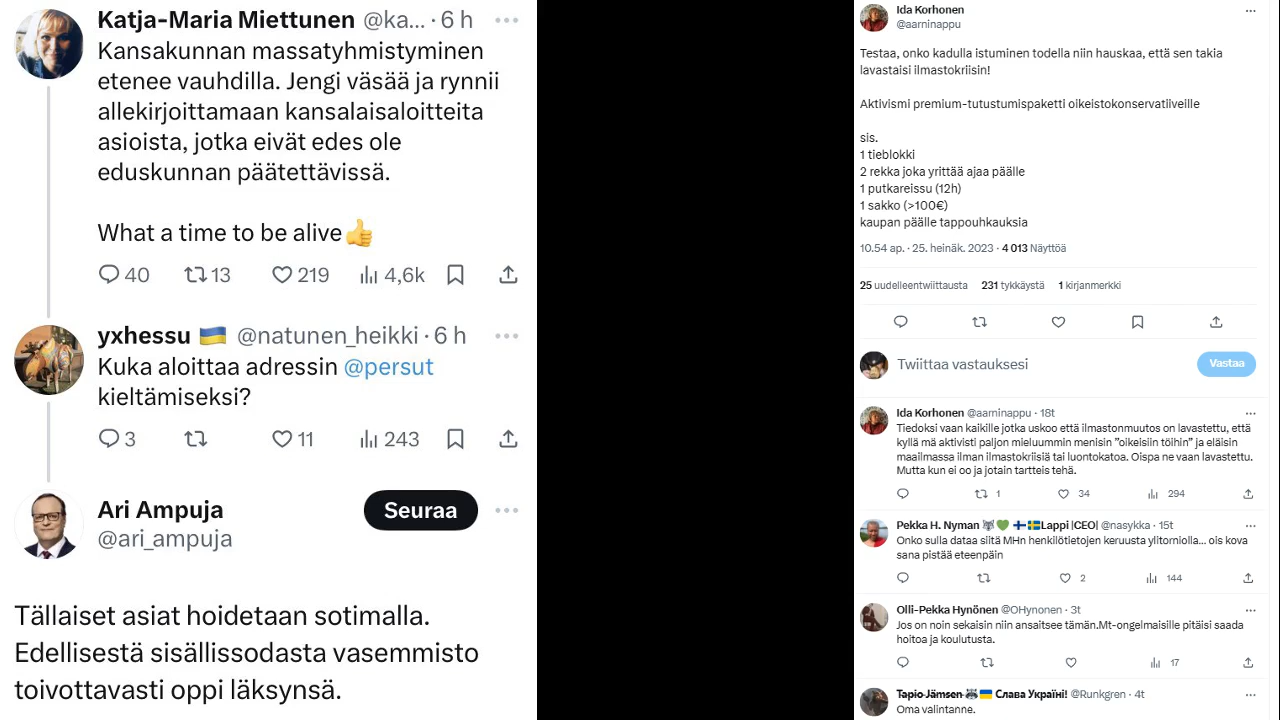 Katja-Maria Miettunen @ka... · 6 h
Kansakunnan massatyhmistyminen
etenee vauhdilla. Jengi väsää ja rynnii
allekirjoittamaan kansalaisaloitteita
asioista, jotka eivät edes ole
eduskunnan päätettävissä.
What a time to be alive👍
40 13 219 4,6k
yxhessu 🇺🇦 @natunen_heikki · 6 h
Kuka aloittaa adressin @persut
kieltämiseksi?
3 11 243
Ari Ampuja
Seuraa
@ari_ampuja
Tällaiset asiat hoidetaan sotimalla.
Edellisestä sisällissodasta vasemmisto
toivottavasti oppi läksynsä.
Ida Korhonen
@aarninappu
Testaa, onko kadulla istuminen todella niin hauskaa, että sen takia
lavastaisi ilmastokriisin!
Aktivismi premium-tutustumispaketti oikeistokonservatiiveille
sis.
1 tieblokki
2 rekka joka yrittää ajaa päälle
1 putkareissu (12h)
1 sakko (>100€)
kaupan päälle tappouhkauksia
10.54 ap. · 25. heinäk. 2023 · 4 013 Näyttöä
25 uudelleentwiittausta 231 tykkäystä 1 kirjanmerkki
Twiittaa vastauksesi
Vastaa
Ida Korhonen @aarninappu · 18t
Tiedoksi vaan kaikille jotka uskoo että ilmastonmuutos on lavastettu, että
kyllä mä aktivisti paljon mieluummin menisin ”oikeisiin töihin” ja eläisin
maailmassa ilman ilmastokriisiä tai luontokatoa. Oispa ne vaan lavastettu.
Mutta kun ei oo ja jotain tartteis tehä.
1 34 294
Pekka H. Nyman 🐺💚 🇫🇮🇸🇪Lappi |CEO| @nasykka · 15t
Onko sulla dataa siitä MHn henkilötietojen keruusta ylitorniolla... ois kova
sana pistää eteenpäin
2 144
Olli-Pekka Hynönen @OHynonen · 3t
Jos on noin sekaisin niin ansaitsee tämän.Mt-ongelmaisille pitäisi saada
hoitoa ja koulutusta.
17
Tapio Jämsen 🦝🇺🇦 Слава Україні! @Runkgren · 4t
Oma valintanne.